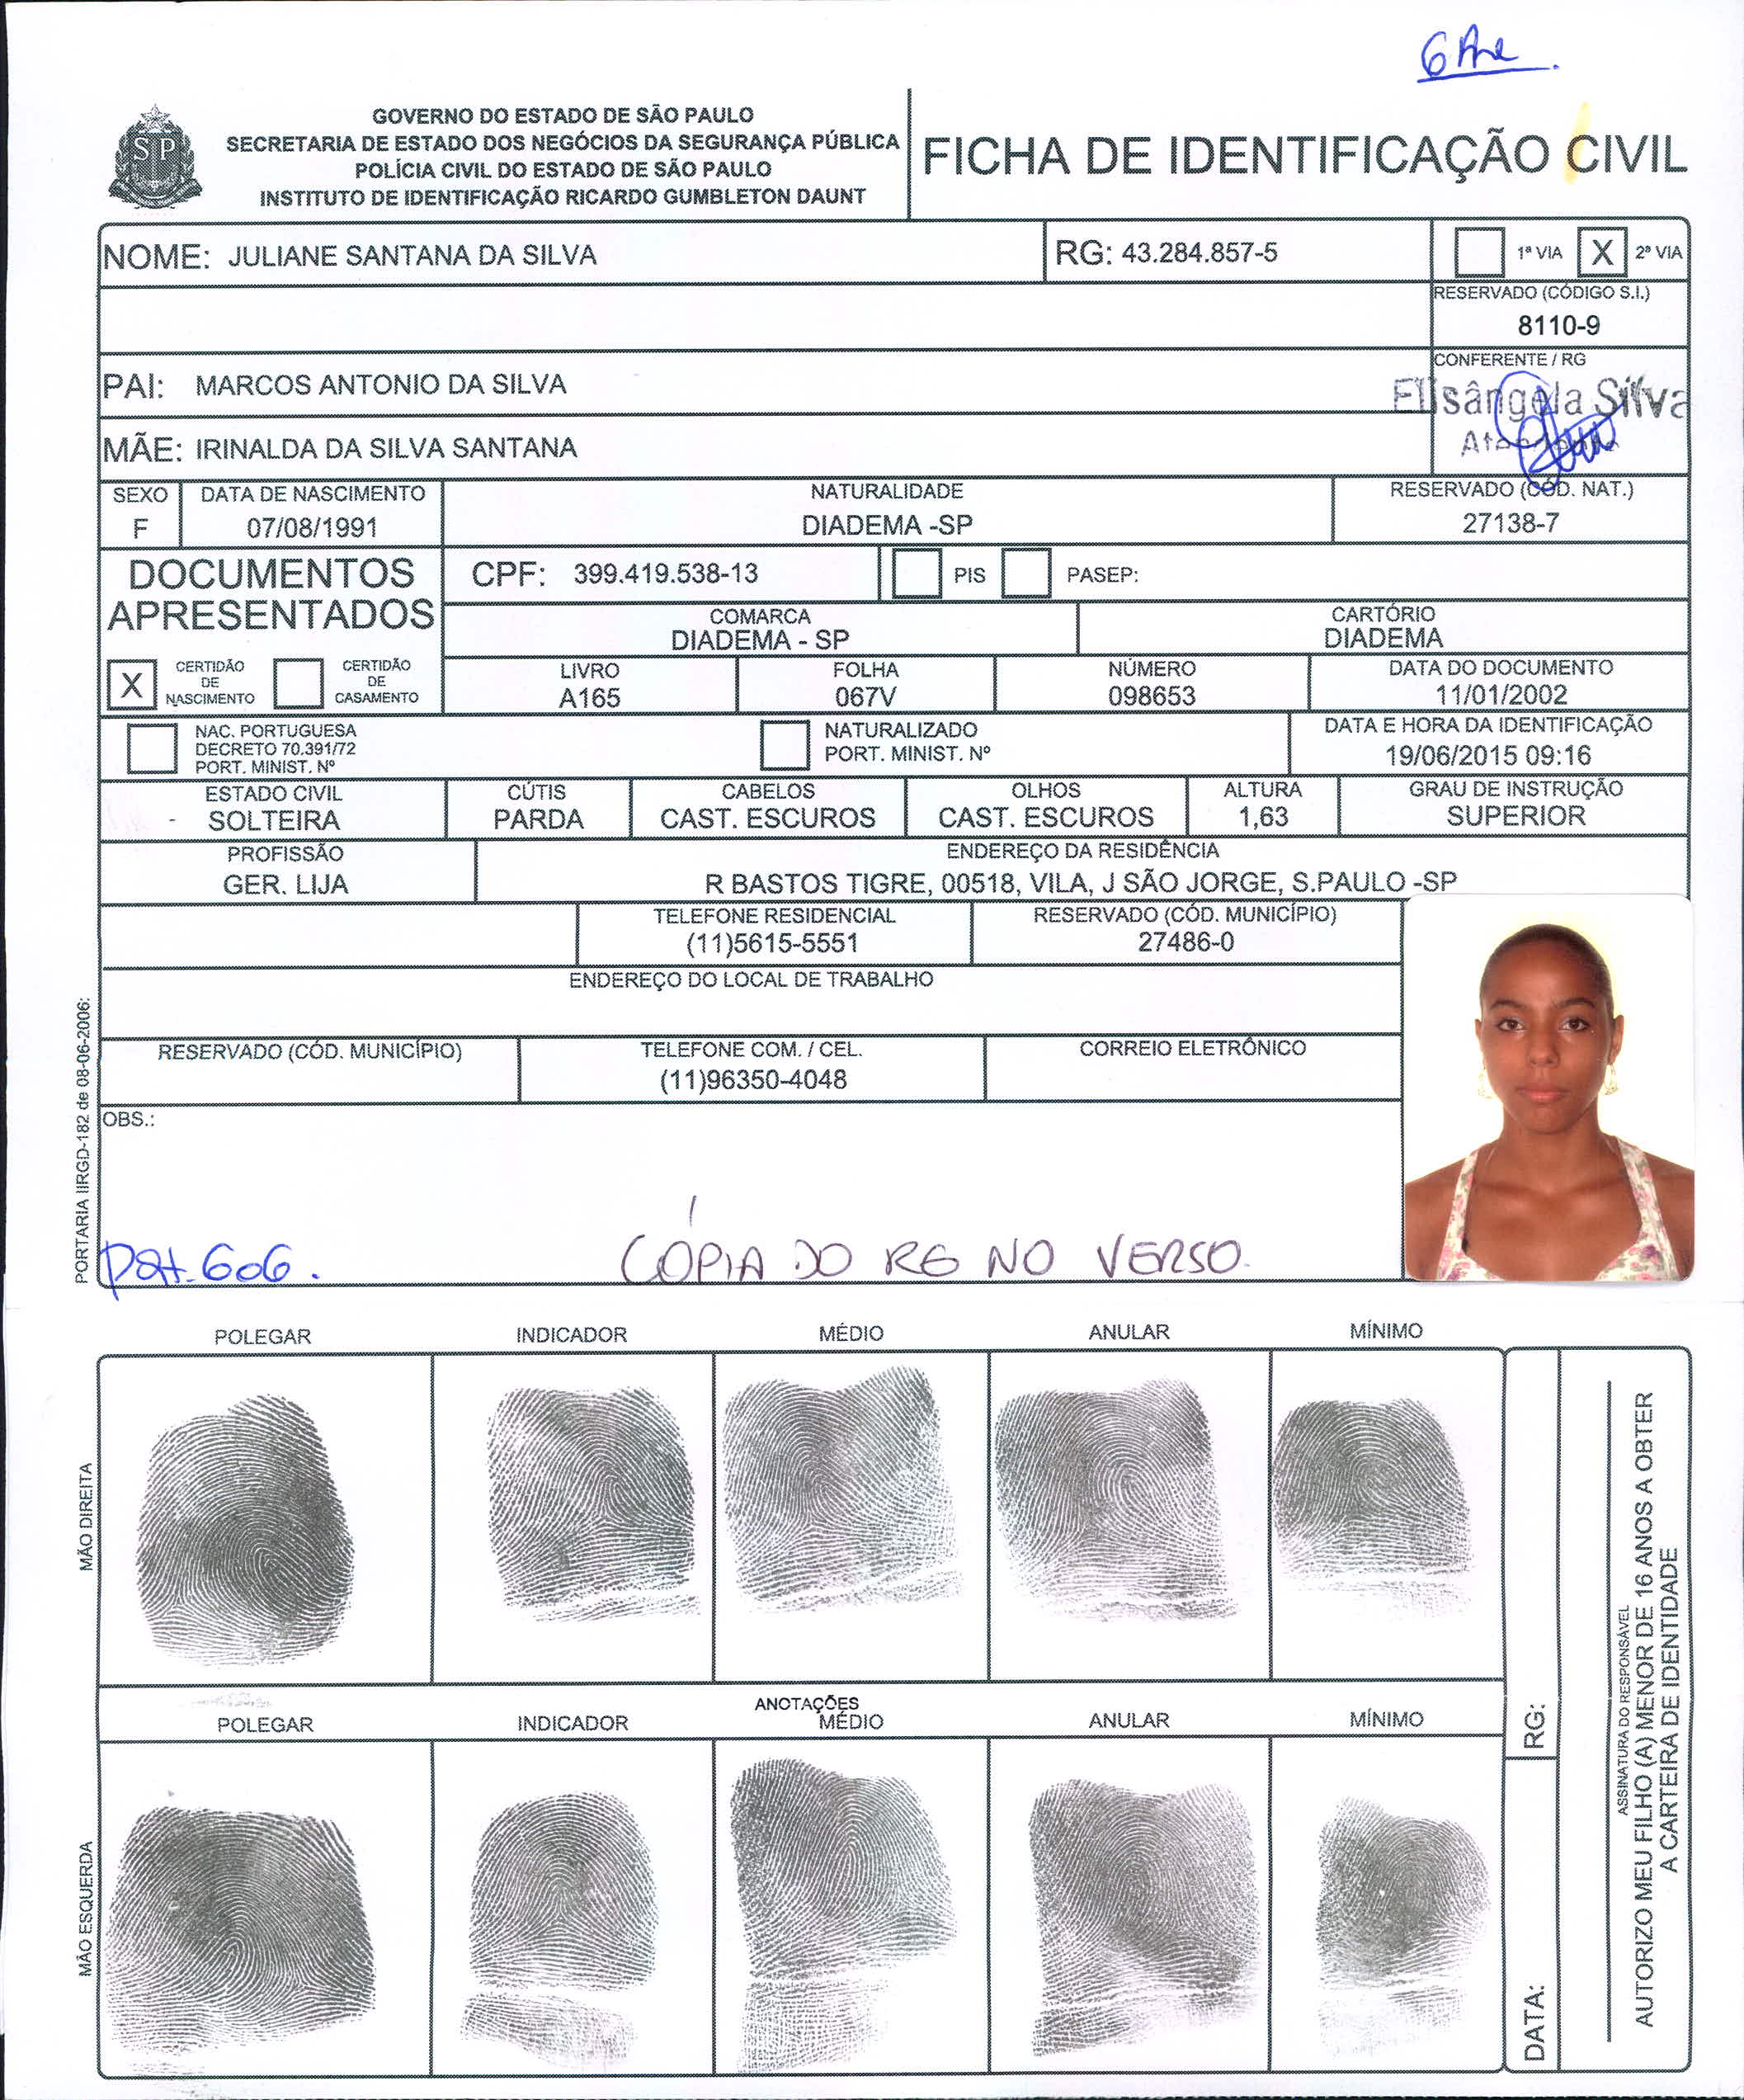 GOVERNO DO ESTADO DE SÃO PAULO
SECRETARIA DE ESTADO DOS NEGÓCIOS DA SEGURANÇA PÚBLICA
POLÍCIA CIVIL DO ESTADO DE SÃO PAULO
INSTITUTO DE IDENTIFICAÇÃO RICARDO GUMBLETON DAUNT
SP
FICHA DE IDENTIFICAÇÃO CIVIL
NOME: JULIANE SANTANA DA SILVA
RG: 43.284.857-5
1ª VIA X 2ª VIA
RESERVADO (CÓDIGO S.I.)
8110-9
PAI: MARCOS ANTONIO DA SILVA
CONFERENTE / RG
Elisângela Silva
MÃE: IRINALDA DA SILVA SANTANA
SEXO DATA DE NASCIMENTO NATURALIDADE RESERVADO (CÓD. NAT.)
F 07/08/1991 DIADEMA -SP 27138-7
DOCUMENTOS
APRESENTADOS
CPF: 399.419.538-13 PIS PASEP:
COMARCA CARTÓRIO
DIADEMA - SP DIADEMA
X CERTIDÃO DE NASCIMENTO CERTIDÃO DE CASAMENTO
LIVRO FOLHA NÚMERO DATA DO DOCUMENTO
A165 067V 098653 11/01/2002
NAC. PORTUGUESA
DECRETO 70.391/72
PORT. MINIST. Nº
NATURALIZADO
PORT. MINIST. Nº
DATA E HORA DA IDENTIFICAÇÃO
19/06/2015 09:16
ESTADO CIVIL CÚTIS CABELOS OLHOS ALTURA GRAU DE INSTRUÇÃO
SOLTEIRA PARDA CAST. ESCUROS CAST. ESCUROS 1,63 SUPERIOR
PROFISSÃO ENDEREÇO DA RESIDÊNCIA
GER. LIJA R BASTOS TIGRE, 00518, VILA, J SÃO JORGE, S.PAULO -SP
TELEFONE RESIDENCIAL RESERVADO (CÓD. MUNICÍPIO)
(11)5615-5551 27486-0
ENDEREÇO DO LOCAL DE TRABALHO
RESERVADO (CÓD. MUNICÍPIO) TELEFONE COM. / CEL. CORREIO ELETRÔNICO
(11)96350-4048
OBS.:
606. CÓPIA DO RG NO VERSO.
PORTARIA IIRGD-182 de 08-06-2006:
POLEGAR INDICADOR MÉDIO ANULAR MÍNIMO
MÃO DIREITA
ANOTAÇÕES
POLEGAR INDICADOR MÉDIO ANULAR MÍNIMO
MÃO ESQUERDA
RG:
DATA:
ASSINATURA DO RESPONSÁVEL
AUTORIZO MEU FILHO (A) MENOR DE 16 ANOS A OBTER
A CARTEIRA DE IDENTIDADE